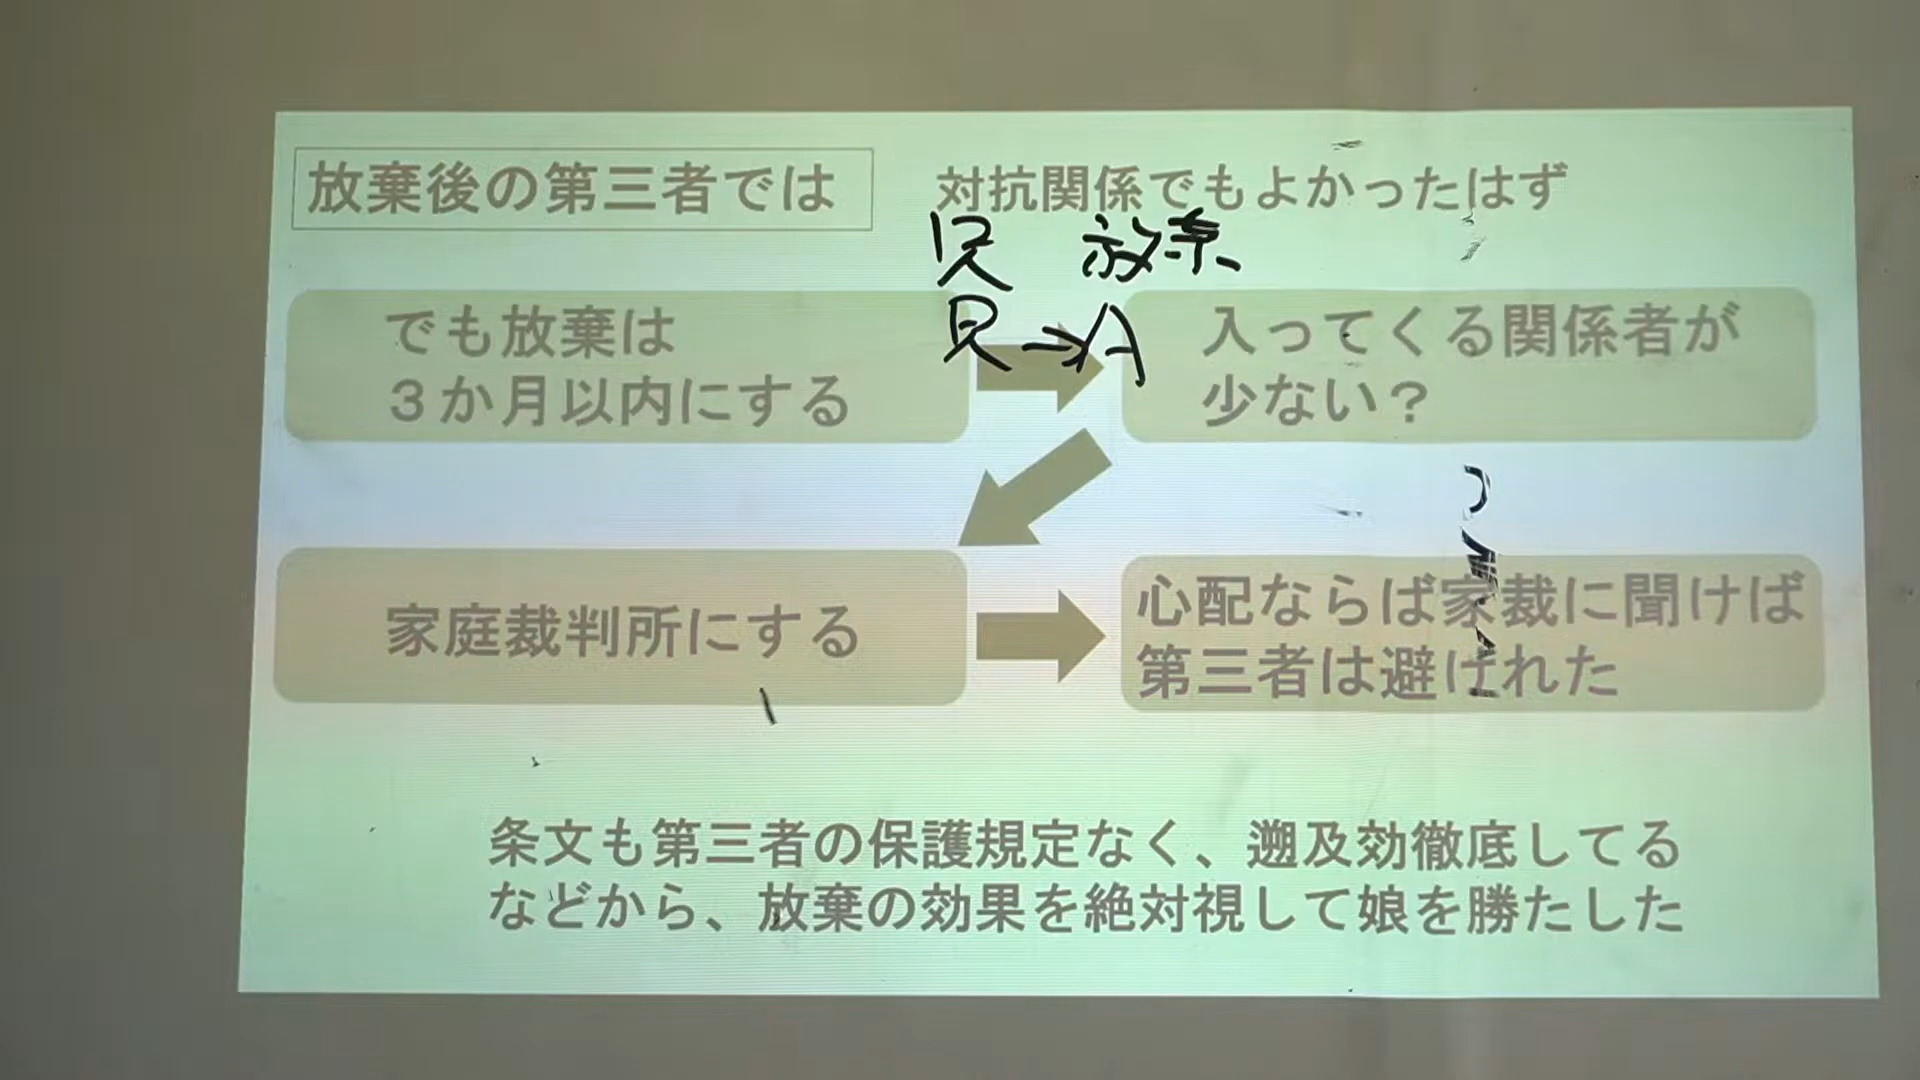 放棄後の第三者では
対抗関係でもよかったはず
放棄
→A
でも放棄は
３か月以内にする
入ってくる関係者が
少ない？
家庭裁判所にする
心配ならば家裁に聞けば
第三者は避けれた
条文も第三者の保護規定なく、遡及効徹底してる
などから、放棄の効果を絶対視して娘を勝たした